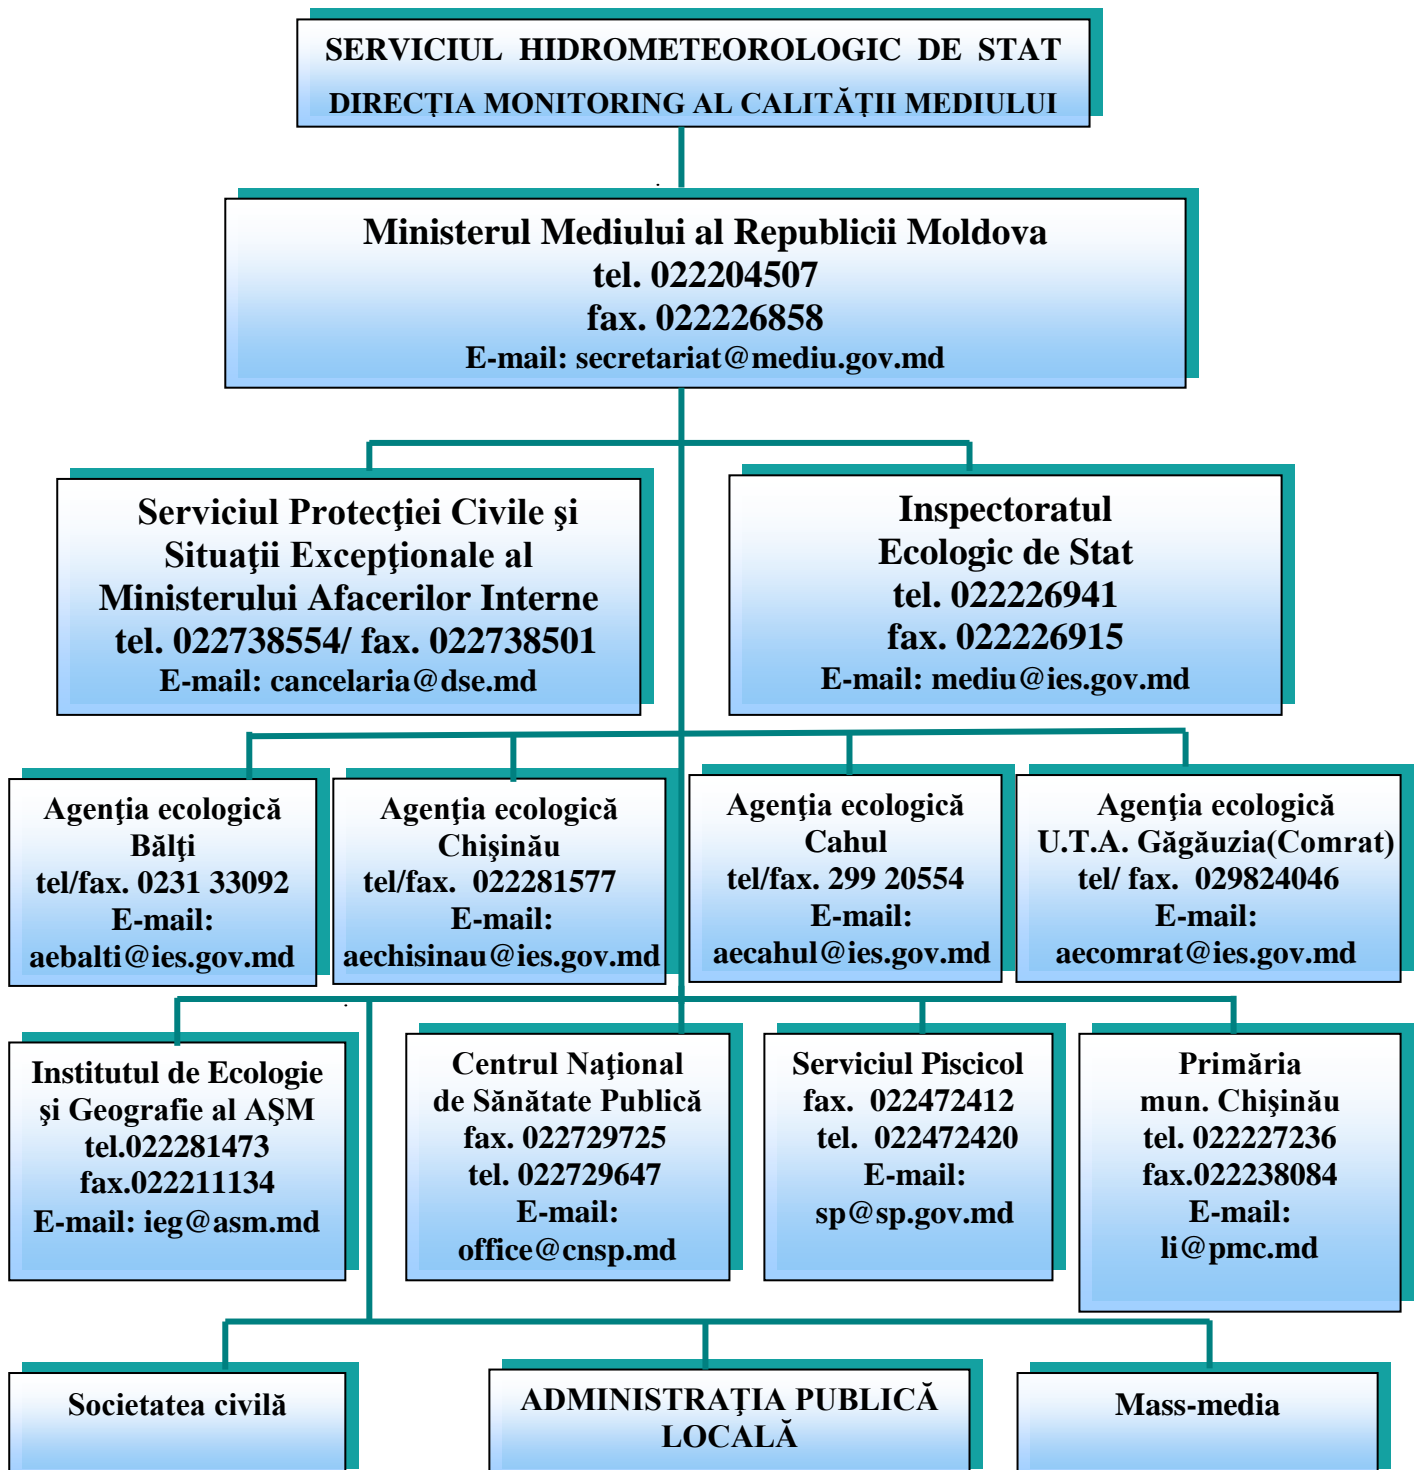 SERVICIUL HIDROMETEOROLOGIC DE STAT
DIRECȚIA MONITORING AL CALITĂȚII MEDIULUI
Ministerul Mediului al Republicii Moldova
tel. 022204507
fax. 022226858
E-mail: secretariat@mediu.gov.md
Serviciul Protecţiei Civile şi
Situaţii Excepţionale al
Ministerului Afacerilor Interne
tel. 022738554/ fax. 022738501
E-mail: cancelaria@dse.md
Inspectoratul
Ecologic de Stat
tel. 022226941
fax. 022226915
E-mail: mediu@ies.gov.md
Agenţia ecologică
Bălţi
tel/fax. 0231 33092
E-mail:
aebalti@ies.gov.md
Agenţia ecologică
Chişinău
tel/fax. 022281577
E-mail:
aechisinau@ies.gov.md
Agenţia ecologică
Cahul
tel/fax. 299 20554
E-mail:
aecahul@ies.gov.md
Agenţia ecologică
U.T.A. Găgăuzia(Comrat)
tel/ fax. 029824046
E-mail:
aecomrat@ies.gov.md
Institutul de Ecologie
şi Geografie al AŞM
tel.022281473
fax.022211134
E-mail: ieg@asm.md
Centrul Naţional
de Sănătate Publică
fax. 022729725
tel. 022729647
E-mail:
office@cnsp.md
Serviciul Piscicol
fax. 022472412
tel. 022472420
E-mail:
sp@sp.gov.md
Primăria
mun. Chişinău
tel. 022227236
fax.022238084
E-mail:
li@pmc.md
Societatea civilă
ADMINISTRAŢIA PUBLICĂ
LOCALĂ
Mass-media